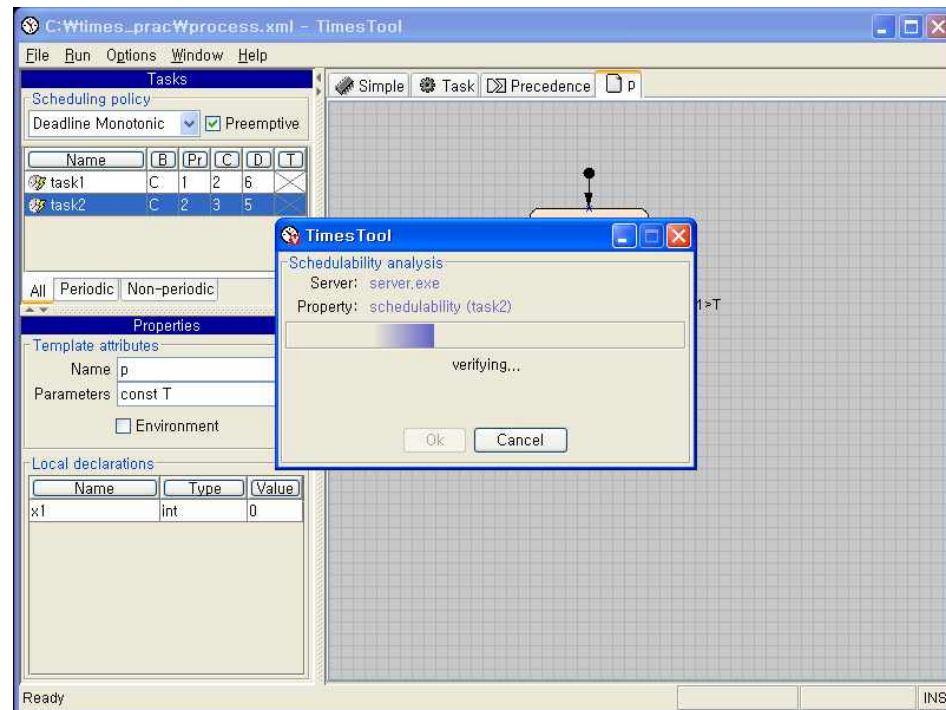 C:₩times_prac₩process.xml - TimesTool
File Run Options Window Help
Tasks
Scheduling policy
Deadline Monotonic Preemptive
Name B Pr C D T
task1 C 1 2 6
task2 C 2 3 5
All Periodic Non-periodic
Properties
Template attributes
Name p
Parameters const T
Environment
Local declarations
Name Type Value
x1 int 0
Simple Task Precedence p
1>T
TimesTool
Schedulability analysis
Server: server.exe
Property: schedulability (task2)
verifying...
Ok Cancel
Ready INS